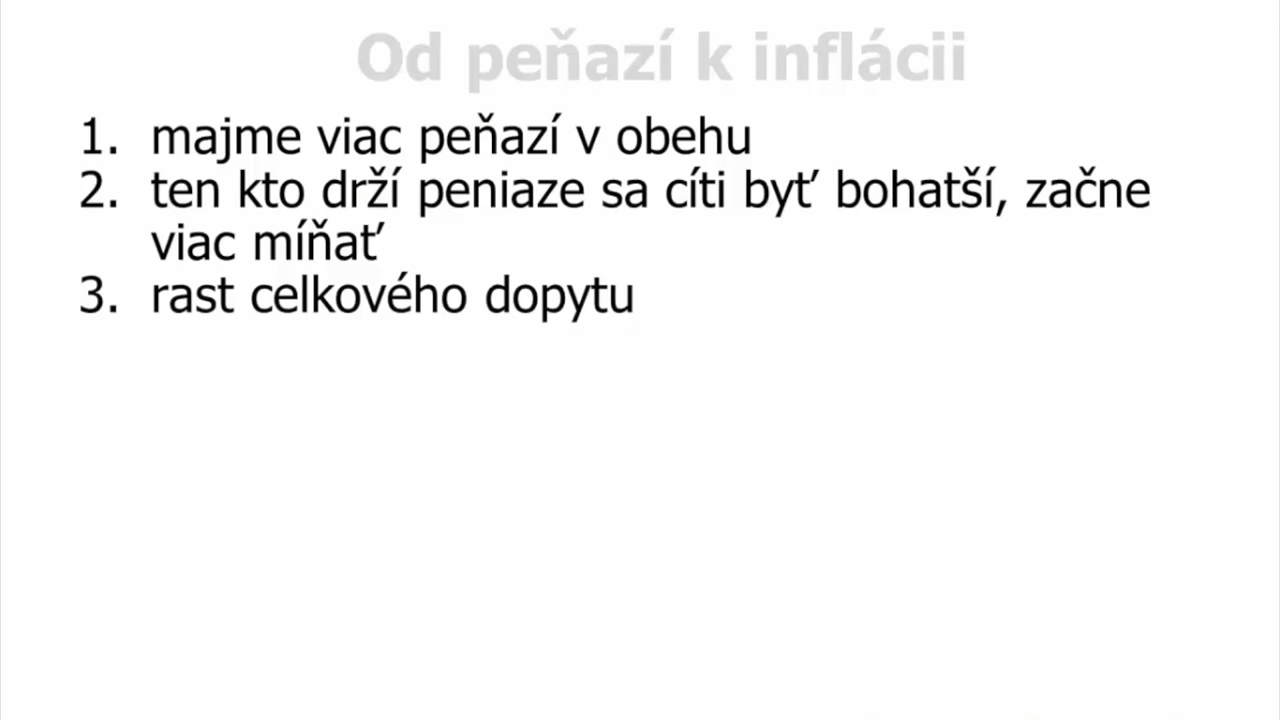 Od peňazí k inflácii
1. majme viac peňazí v obehu
2. ten kto drží peniaze sa cíti byť bohatší, začne
viac míňať
3. rast celkového dopytu